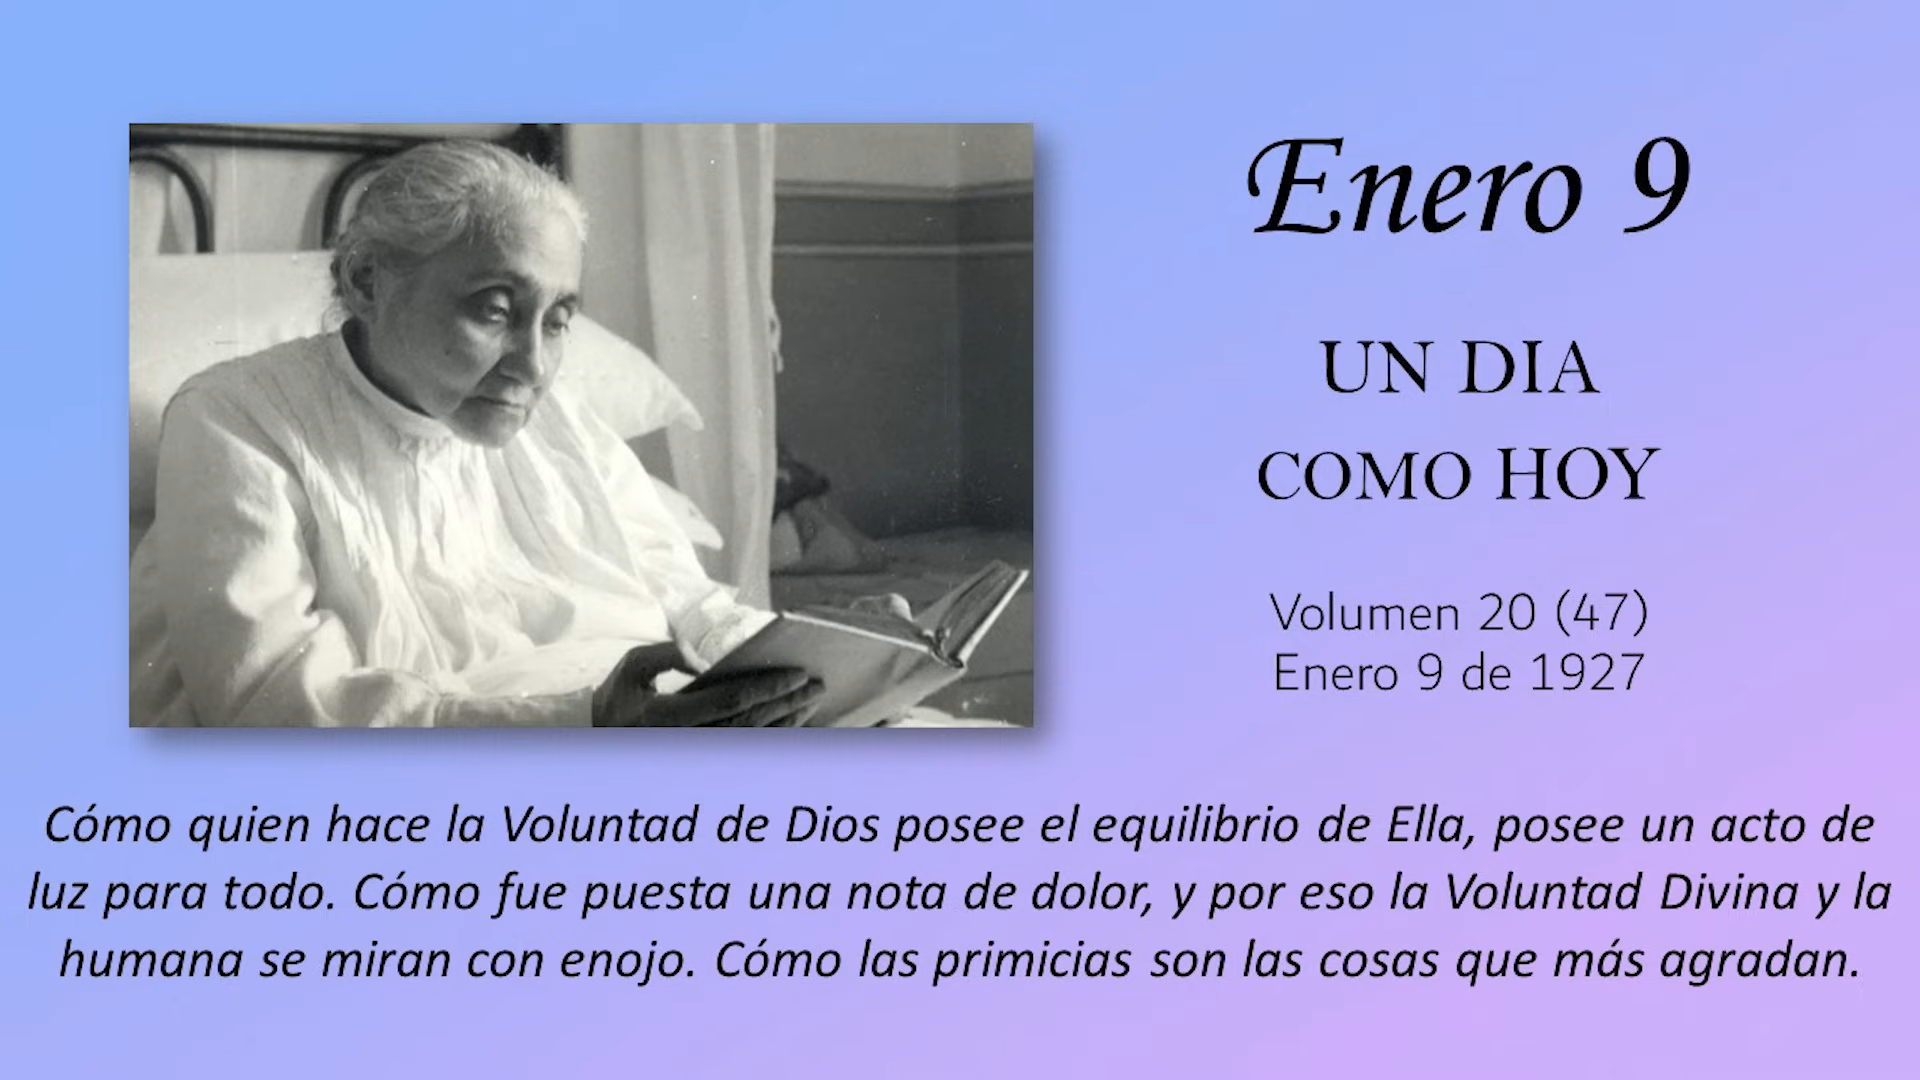 Enero 9
UN DIA
COMO HOY
Volumen 20 (47)
Enero 9 de 1927
Cómo quien hace la Voluntad de Dios posee el equilibrio de Ella, posee un acto de
luz para todo. Cómo fue puesta una nota de dolor, y por eso la Voluntad Divina y la
humana se miran con enojo. Cómo las primicias son las cosas que más agradan.